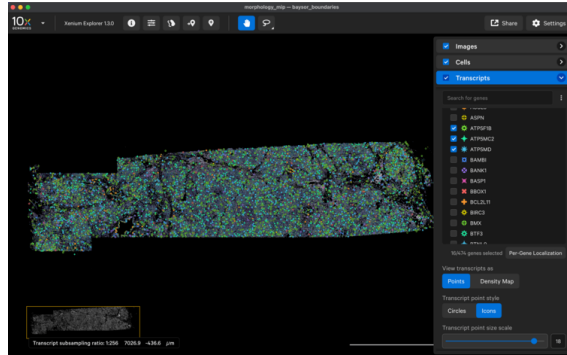 morphology_mip — baysor_boundaries
10X
GENOMICS
Xenium Explorer 1.3.0
Share
Settings
Images
Cells
Transcripts
Search for genes
ASPN
ATP5F1B
ATP5MC2
ATP5MD
BAMBI
BANK1
BASP1
BBOX1
BCL2L11
BIRC3
BMX
BTF3
genes selected
Per-Gene Localization
View transcripts as
Points
Density Map
Transcript point style
Circles
Icons
Transcript point size scale
18
Transcript subsampling ratio: 1:256
7026.9
-436.6
μm